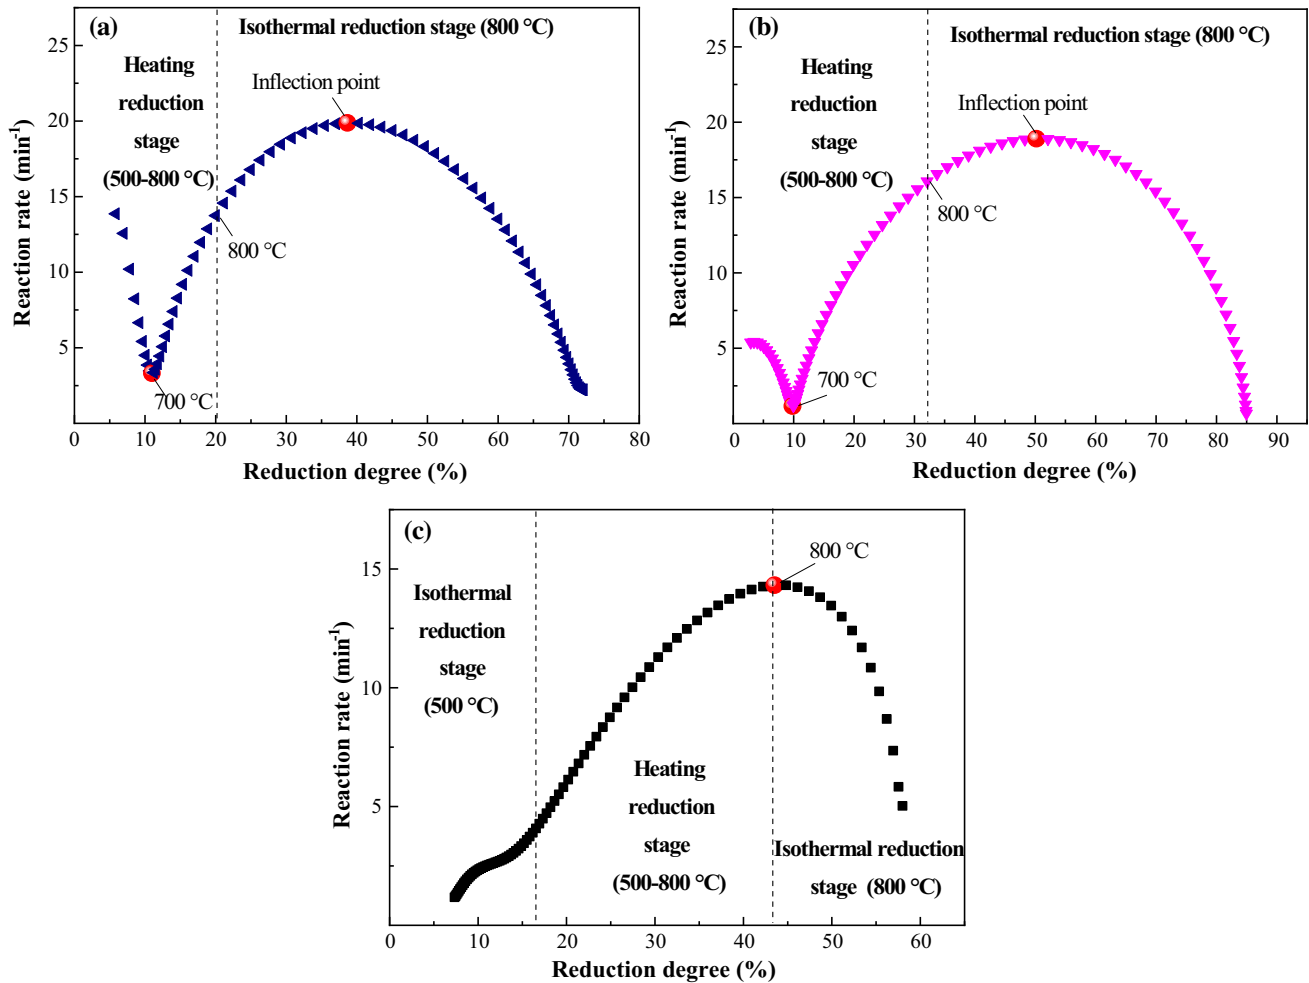 (a)
Isothermal reduction stage (800 °C)
Heating
reduction
stage
(500-800 °C)
Inflection point
800 °C
700 °C
25
20
15
10
5
0 10 20 30 40 50 60 70 80
Reaction rate (min-1)
Reduction degree (%)
(b)
Isothermal reduction stage (800 °C)
Heating
reduction
stage
(500-800 °C)
Inflection point
800 °C
700 °C
25
20
15
10
5
0 10 20 30 40 50 60 70 80 90
Reaction rate (min-1)
Reduction degree (%)
(c)
800 °C
Isothermal
reduction
stage
(500 °C)
Heating
reduction
stage
(500-800 °C)
Isothermal reduction
stage (800 °C)
15
10
5
0 10 20 30 40 50 60
Reaction rate (min-1)
Reduction degree (%)